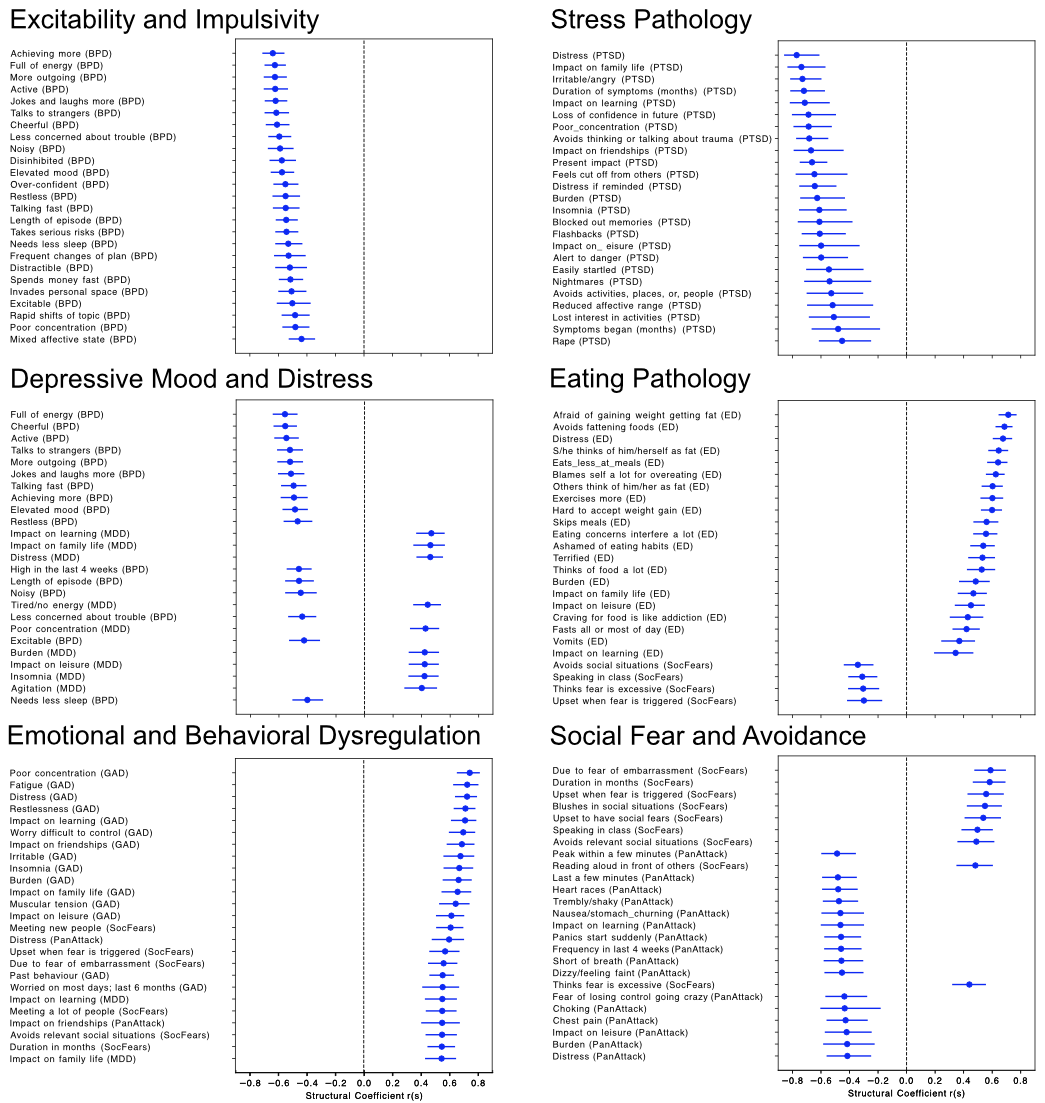 Excitability and Impulsivity
Achieving more (BPD)
Full of energy (BPD)
More outgoing (BPD)
Active (BPD)
Jokes and laughs more (BPD)
Talks to strangers (BPD)
Cheerful (BPD)
Less concerned about trouble (BPD)
Noisy (BPD)
Disinhibited (BPD)
Elevated mood (BPD)
Over-confident (BPD)
Restless (BPD)
Talking fast (BPD)
Length of episode (BPD)
Takes serious risks (BPD)
Needs less sleep (BPD)
Frequent changes of plan (BPD)
Distractible (BPD)
Spends money fast (BPD)
Invades personal space (BPD)
Excitable (BPD)
Rapid shifts of topic (BPD)
Poor concentration (BPD)
Mixed affective state (BPD)
Stress Pathology
Distress (PTSD)
Impact on family life (PTSD)
Irritable/angry (PTSD)
Duration of symptoms (months) (PTSD)
Impact on learning (PTSD)
Loss of confidence in future (PTSD)
Poor_concentration (PTSD)
Avoids thinking or talking about trauma (PTSD)
Impact on friendships (PTSD)
Present impact (PTSD)
Feels cut off from others (PTSD)
Distress if reminded (PTSD)
Burden (PTSD)
Insomnia (PTSD)
Blocked out memories (PTSD)
Flashbacks (PTSD)
Impact on_ eisure (PTSD)
Alert to danger (PTSD)
Easily startled (PTSD)
Nightmares (PTSD)
Avoids activities, places, or, people (PTSD)
Reduced affective range (PTSD)
Lost interest in activities (PTSD)
Symptoms began (months) (PTSD)
Rape (PTSD)
Depressive Mood and Distress
Full of energy (BPD)
Cheerful (BPD)
Active (BPD)
Talks to strangers (BPD)
More outgoing (BPD)
Jokes and laughs more (BPD)
Talking fast (BPD)
Achieving more (BPD)
Elevated mood (BPD)
Restless (BPD)
Impact on learning (MDD)
Impact on family life (MDD)
Distress (MDD)
High in the last 4 weeks (BPD)
Length of episode (BPD)
Noisy (BPD)
Tired/no energy (MDD)
Less concerned about trouble (BPD)
Poor concentration (MDD)
Excitable (BPD)
Burden (MDD)
Impact on leisure (MDD)
Insomnia (MDD)
Agitation (MDD)
Needs less sleep (BPD)
Eating Pathology
Afraid of gaining weight getting fat (ED)
Avoids fattening foods (ED)
Distress (ED)
S/he thinks of him/herself as fat (ED)
Eats_less_at_meals (ED)
Blames self a lot for overeating (ED)
Others think of him/her as fat (ED)
Exercises more (ED)
Hard to accept weight gain (ED)
Skips meals (ED)
Eating concerns interfere a lot (ED)
Ashamed of eating habits (ED)
Terrified (ED)
Thinks of food a lot (ED)
Burden (ED)
Impact on family life (ED)
Impact on leisure (ED)
Craving for food is like addiction (ED)
Fasts all or most of day (ED)
Vomits (ED)
Impact on learning (ED)
Avoids social situations (SocFears)
Speaking in class (SocFears)
Thinks fear is excessive (SocFears)
Upset when fear is triggered (SocFears)
Emotional and Behavioral Dysregulation
Poor concentration (GAD)
Fatigue (GAD)
Distress (GAD)
Restlessness (GAD)
Impact on learning (GAD)
Worry difficult to control (GAD)
Impact on friendships (GAD)
Irritable (GAD)
Insomnia (GAD)
Burden (GAD)
Impact on family life (GAD)
Muscular tension (GAD)
Impact on leisure (GAD)
Meeting new people (SocFears)
Distress (PanAttack)
Upset when fear is triggered (SocFears)
Due to fear of embarrassment (SocFears)
Past behaviour (GAD)
Worried on most days; last 6 months (GAD)
Impact on learning (MDD)
Meeting a lot of people (SocFears)
Impact on friendships (PanAttack)
Avoids relevant social situations (SocFears)
Duration in months (SocFears)
Impact on family life (MDD)
−0.8 −0.6 −0.4 −0.2 0.0 0.2 0.4 0.6 0.8
Structural Coefficient r(s)
Social Fear and Avoidance
Due to fear of embarrassment (SocFears)
Duration in months (SocFears)
Upset when fear is triggered (SocFears)
Blushes in social situations (SocFears)
Upset to have social fears (SocFears)
Speaking in class (SocFears)
Avoids relevant social situations (SocFears)
Peak within a few minutes (PanAttack)
Reading aloud in front of others (SocFears)
Last a few minutes (PanAttack)
Heart races (PanAttack)
Trembly/shaky (PanAttack)
Nausea/stomach_churning (PanAttack)
Impact on learning (PanAttack)
Panics start suddenly (PanAttack)
Frequency in last 4 weeks (PanAttack)
Short of breath (PanAttack)
Dizzy/feeling faint (PanAttack)
Thinks fear is excessive (SocFears)
Fear of losing control going crazy (PanAttack)
Choking (PanAttack)
Chest pain (PanAttack)
Impact on leisure (PanAttack)
Burden (PanAttack)
Distress (PanAttack)
−0.8 −0.6 −0.4 −0.2 0.0 0.2 0.4 0.6 0.8
Structural Coefficient r(s)